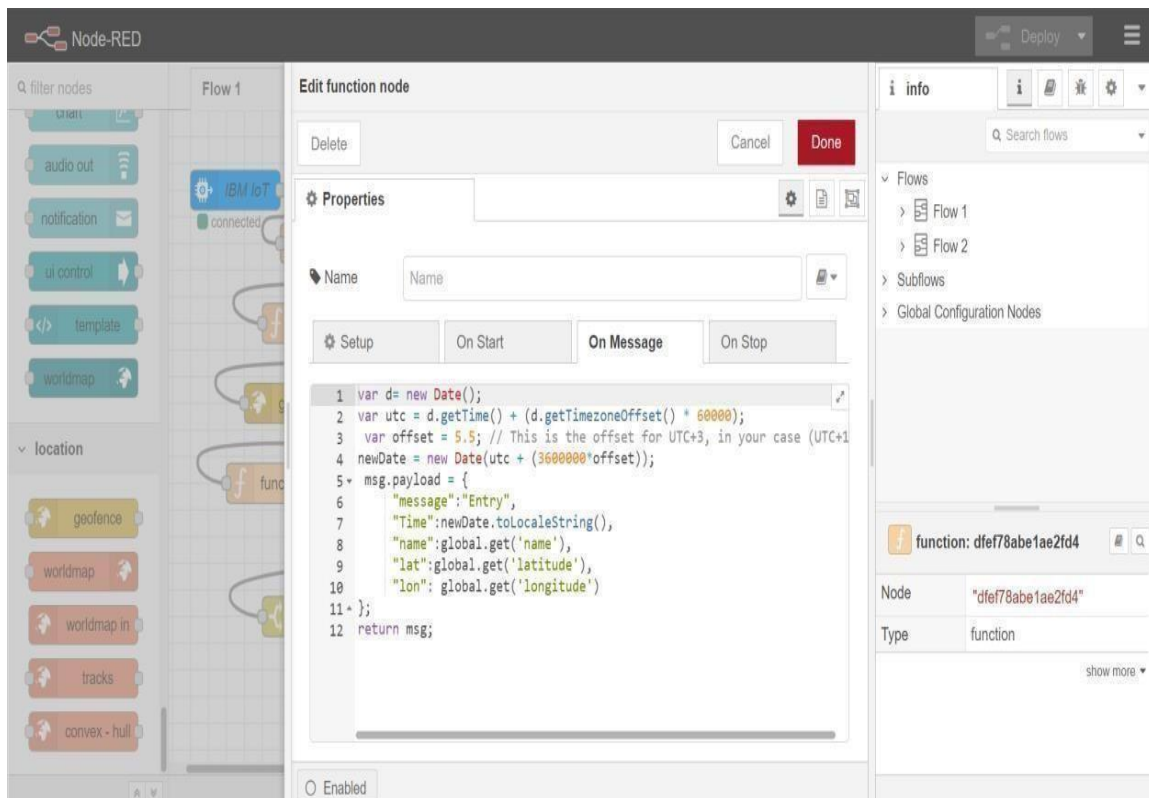 Node-RED
Deploy
filter nodes
chart
audio out
notification
ui control
template
worldmap
location
geofence
worldmap
worldmap in
tracks
convex - hull
Flow 1
IBM IoT
connected
f
g
f func
Edit function node
Delete
Cancel
Done
Properties
Name
Name
Setup
On Start
On Message
On Stop
1 var d= new Date();
2 var utc = d.getTime() + (d.getTimezoneOffset() * 60000);
3 var offset = 5.5; // This is the offset for UTC+3, in your case (UTC+1
4 newDate = new Date(utc + (3600000*offset));
5 msg.payload = {
6 "message":"Entry",
7 "Time":newDate.toLocaleString(),
8 "name":global.get('name'),
9 "lat":global.get('latitude'),
10 "lon": global.get('longitude')
11 };
12 return msg;
Enabled
i info
i
Search flows
Flows
Flow 1
Flow 2
Subflows
Global Configuration Nodes
f function: dfef78abe1ae2fd4
Node "dfef78abe1ae2fd4"
Type function
show more